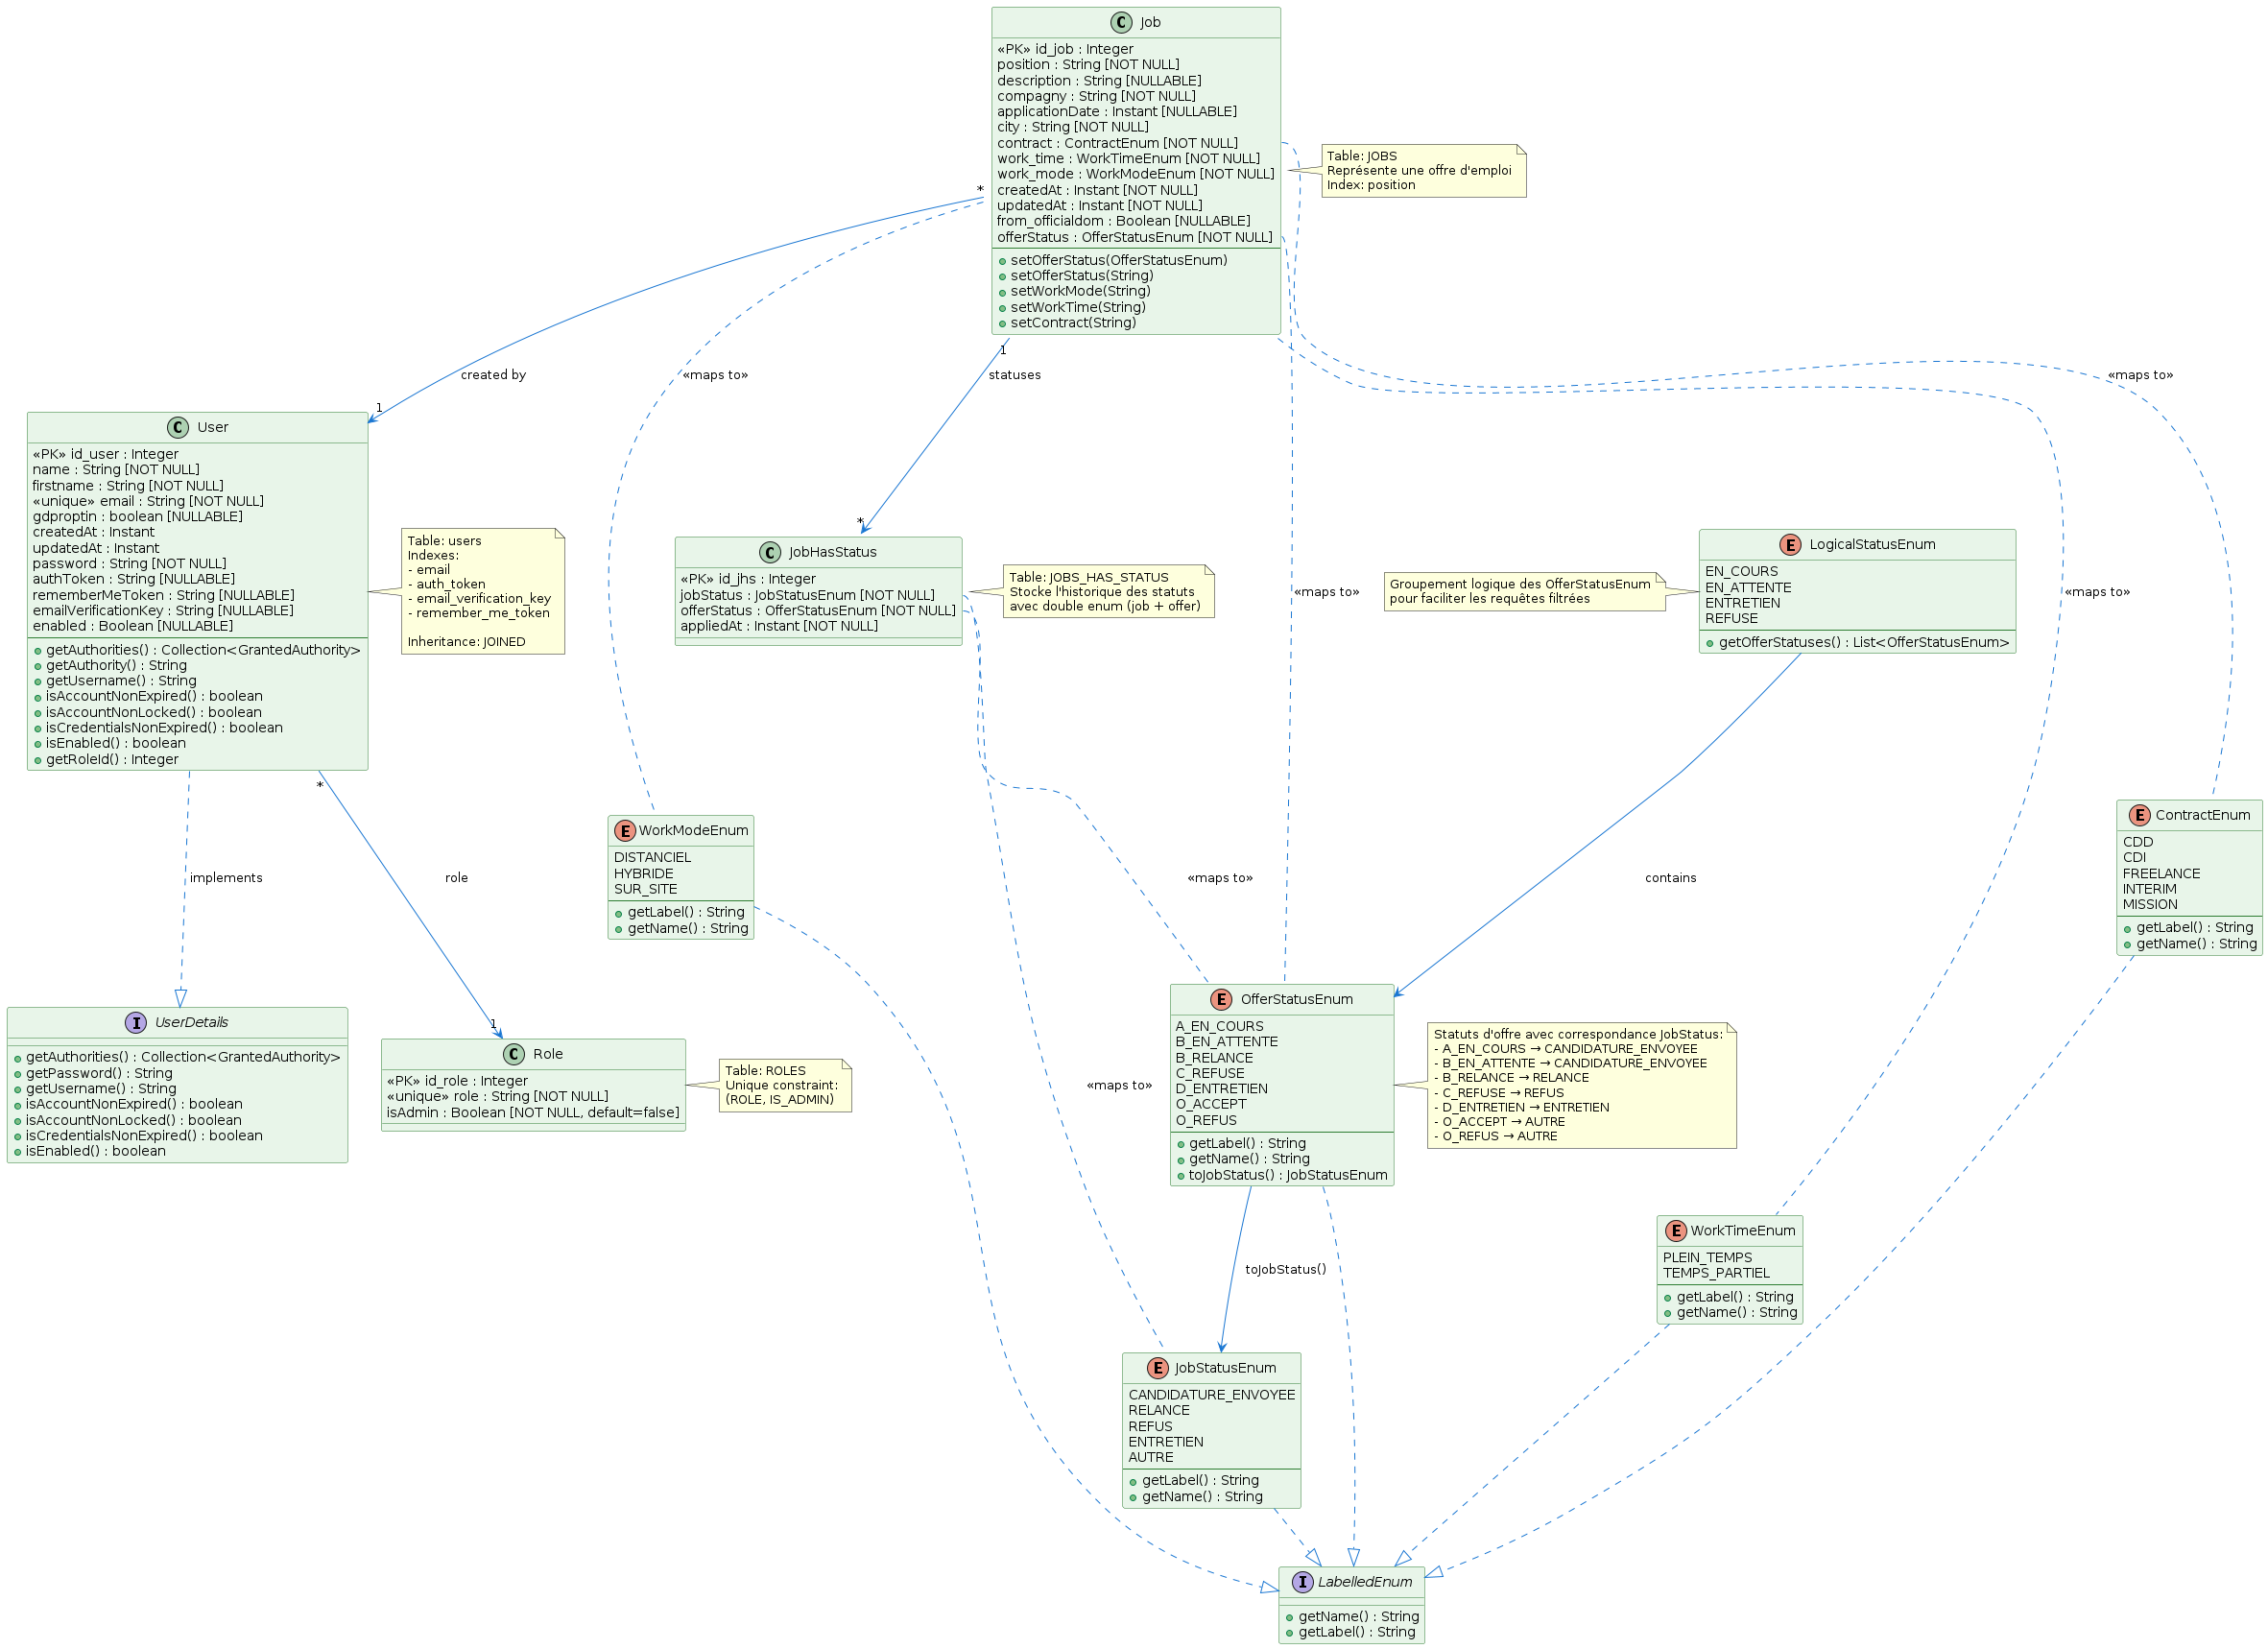 C Job
«PK» id_job : Integer
position : String [NOT NULL]
description : String [NULLABLE]
compagny : String [NOT NULL]
applicationDate : Instant [NULLABLE]
city : String [NOT NULL]
contract : ContractEnum [NOT NULL]
work_time : WorkTimeEnum [NOT NULL]
work_mode : WorkModeEnum [NOT NULL]
createdAt : Instant [NOT NULL]
updatedAt : Instant [NOT NULL]
from_officialdom : Boolean [NULLABLE]
offerStatus : OfferStatusEnum [NOT NULL]
setOfferStatus(OfferStatusEnum)
setOfferStatus(String)
setWorkMode(String)
setWorkTime(String)
setContract(String)
Table: JOBS
Représente une offre d'emploi
Index: position
*
1
created by
«maps to»
1
statuses
*
«maps to»
«maps to»
«maps to»
C User
«PK» id_user : Integer
name : String [NOT NULL]
firstname : String [NOT NULL]
«unique» email : String [NOT NULL]
gdproptin : boolean [NULLABLE]
createdAt : Instant
updatedAt : Instant
password : String [NOT NULL]
authToken : String [NULLABLE]
rememberMeToken : String [NULLABLE]
emailVerificationKey : String [NULLABLE]
enabled : Boolean [NULLABLE]
getAuthorities() : Collection<GrantedAuthority>
getAuthority() : String
getUsername() : String
isAccountNonExpired() : boolean
isAccountNonLocked() : boolean
isCredentialsNonExpired() : boolean
isEnabled() : boolean
getRoleId() : Integer
Table: users
Indexes:
- email
- auth_token
- email_verification_key
- remember_me_token
Inheritance: JOINED
C JobHasStatus
«PK» id_jhs : Integer
jobStatus : JobStatusEnum [NOT NULL]
offerStatus : OfferStatusEnum [NOT NULL]
appliedAt : Instant [NOT NULL]
Table: JOBS_HAS_STATUS
Stocke l'historique des statuts
avec double enum (job + offer)
Groupement logique des OfferStatusEnum
pour faciliter les requêtes filtrées
E LogicalStatusEnum
EN_COURS
EN_ATTENTE
ENTRETIEN
REFUSE
getOfferStatuses() : List<OfferStatusEnum>
implements
*
role
1
«maps to»
contains
E WorkModeEnum
DISTANCIEL
HYBRIDE
SUR_SITE
getLabel() : String
getName() : String
E ContractEnum
CDD
CDI
FREELANCE
INTERIM
MISSION
getLabel() : String
getName() : String
I UserDetails
getAuthorities() : Collection<GrantedAuthority>
getPassword() : String
getUsername() : String
isAccountNonExpired() : boolean
isAccountNonLocked() : boolean
isCredentialsNonExpired() : boolean
isEnabled() : boolean
C Role
«PK» id_role : Integer
«unique» role : String [NOT NULL]
isAdmin : Boolean [NOT NULL, default=false]
Table: ROLES
Unique constraint:
(ROLE, IS_ADMIN)
«maps to»
E OfferStatusEnum
A_EN_COURS
B_EN_ATTENTE
B_RELANCE
C_REFUSE
D_ENTRETIEN
O_ACCEPT
O_REFUS
getLabel() : String
getName() : String
toJobStatus() : JobStatusEnum
Statuts d'offre avec correspondance JobStatus:
- A_EN_COURS → CANDIDATURE_ENVOYEE
- B_EN_ATTENTE → CANDIDATURE_ENVOYEE
- B_RELANCE → RELANCE
- C_REFUSE → REFUS
- D_ENTRETIEN → ENTRETIEN
- O_ACCEPT → AUTRE
- O_REFUS → AUTRE
toJobStatus()
E WorkTimeEnum
PLEIN_TEMPS
TEMPS_PARTIEL
getLabel() : String
getName() : String
E JobStatusEnum
CANDIDATURE_ENVOYEE
RELANCE
REFUS
ENTRETIEN
AUTRE
getLabel() : String
getName() : String
I LabelledEnum
getName() : String
getLabel() : String